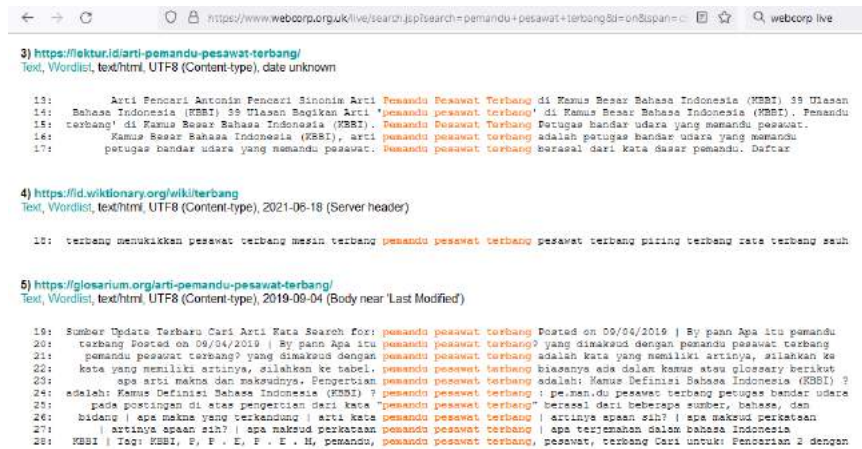 https://www.webcorp.org.uk/live/search.jsp?search=pemandu+pesawat+terbang&d=on&span=c webcorp live
3) https://lektur.id/arti-pemandu-pesawat-terbang/
Text, Wordlist, text/html, UTF8 (Content-type), date unknown
13: Arti Pencari Antonim Pencari Sinonim Arti Pemandu Pesawat Terbang di Kamus Besar Bahasa Indonesia (KBBI) 39 Ulasan
14: Bahasa Indonesia (KBBI) 39 Ulasan Bagikan Arti 'pemandu pesawat terbang' di Kamus Besar Bahasa Indonesia (KBBI). Pemandu
15: terbang' di Kamus Besar Bahasa Indonesia (KBBI). Pemandu Pesawat Terbang Petugas bandar udara yang memandu pesawat.
16: Kamus Besar Bahasa Indonesia (KBBI), arti pemandu pesawat terbang adalah petugas bandar udara yang memandu
17: petugas bandar udara yang memandu pesawat. Pemandu pesawat terbang berasal dari kata dasar pemandu. Daftar
4) https://id.wiktionary.org/wiki/terbang
Text, Wordlist, text/html, UTF8 (Content-type), 2021-06-18 (Server header)
18: terbang menukikkan pesawat terbang mesin terbang pemandu pesawat terbang pesawat terbang piring terbang rata terbang sauh
5) https://glosarium.org/arti-pemandu-pesawat-terbang/
Text, Wordlist, text/html, UTF8 (Content-type), 2019-09-04 (Body near 'Last Modified')
19: Sumber Update Terbaru Cari Arti Kata Search for: pemandu pesawat terbang Posted on 09/04/2019 | By pann Apa itu pemandu
20: terbang Posted on 09/04/2019 | By pann Apa itu pemandu pesawat terbang? yang dimaksud dengan pemandu pesawat terbang
21: pemandu pesawat terbang? yang dimaksud dengan pemandu pesawat terbang adalah kata yang memiliki artinya, silahkan ke
22: kata yang memiliki artinya, silahkan ke tabel. pemandu pesawat terbang biasanya ada dalam kamus atau glossary berikut
23: apa arti makna dan maksudnya. Pengertian pemandu pesawat terbang adalah: Kamus Definisi Bahasa Indonesia (KBBI) ?
24: adalah: Kamus Definisi Bahasa Indonesia (KBBI) ? pemandu pesawat terbang : pe.man.du pesawat terbang petugas bandar udara
25: pada postingan di atas pengertian dari kata "pemandu pesawat terbang" berasal dari beberapa sumber, bahasa, dan
26: bidang | apa makna yang terkandung | arti kata pemandu pesawat terbang | artinya apaan sih? | apa maksud perkataan
27: | artinya apaan sih? | apa maksud perkataan pemandu pesawat terbang | apa terjemahan dalam bahasa Indonesia
28: KBBI | Tag: KBBI, P, P . E, P . E . M, pemandu, pemandu pesawat terbang, pesawat, terbang Cari untuk: Pencarian 2 dengan